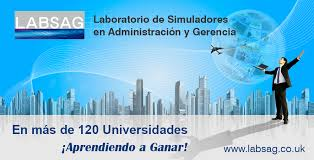 LABSAG
Laboratorio de Simuladores
en Administración y Gerencia
En más de 120 Universidades
¡Aprendiendo a Ganar!
www.labsag.co.uk